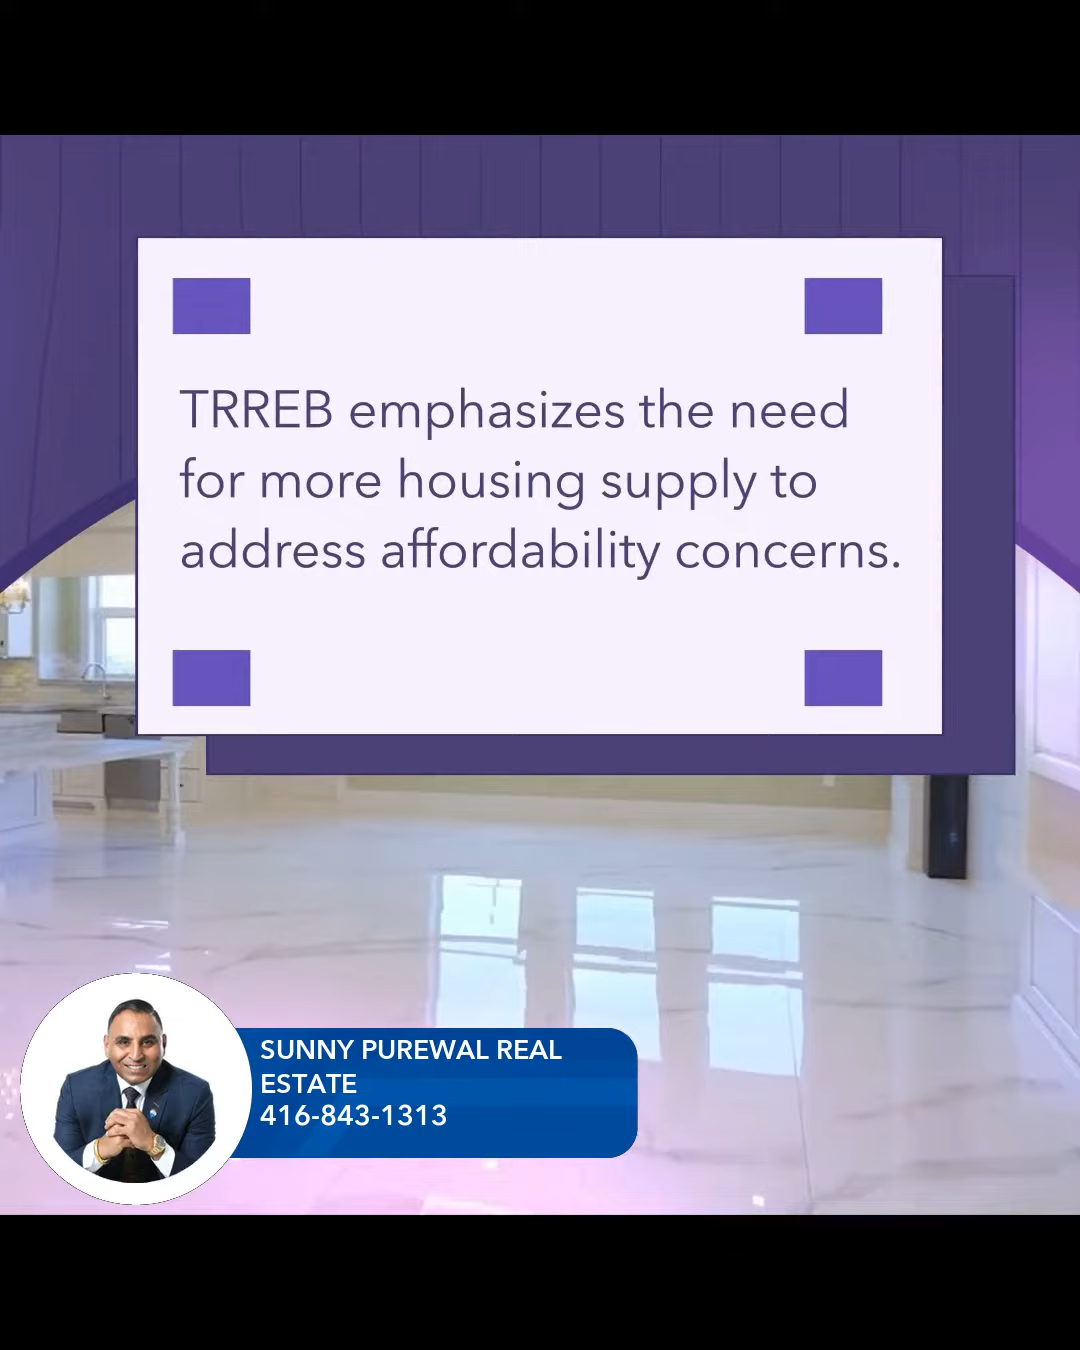 TRREB emphasizes the need
for more housing supply to
address affordability concerns.
SUNNY PUREWAL REAL
ESTATE
416-843-1313